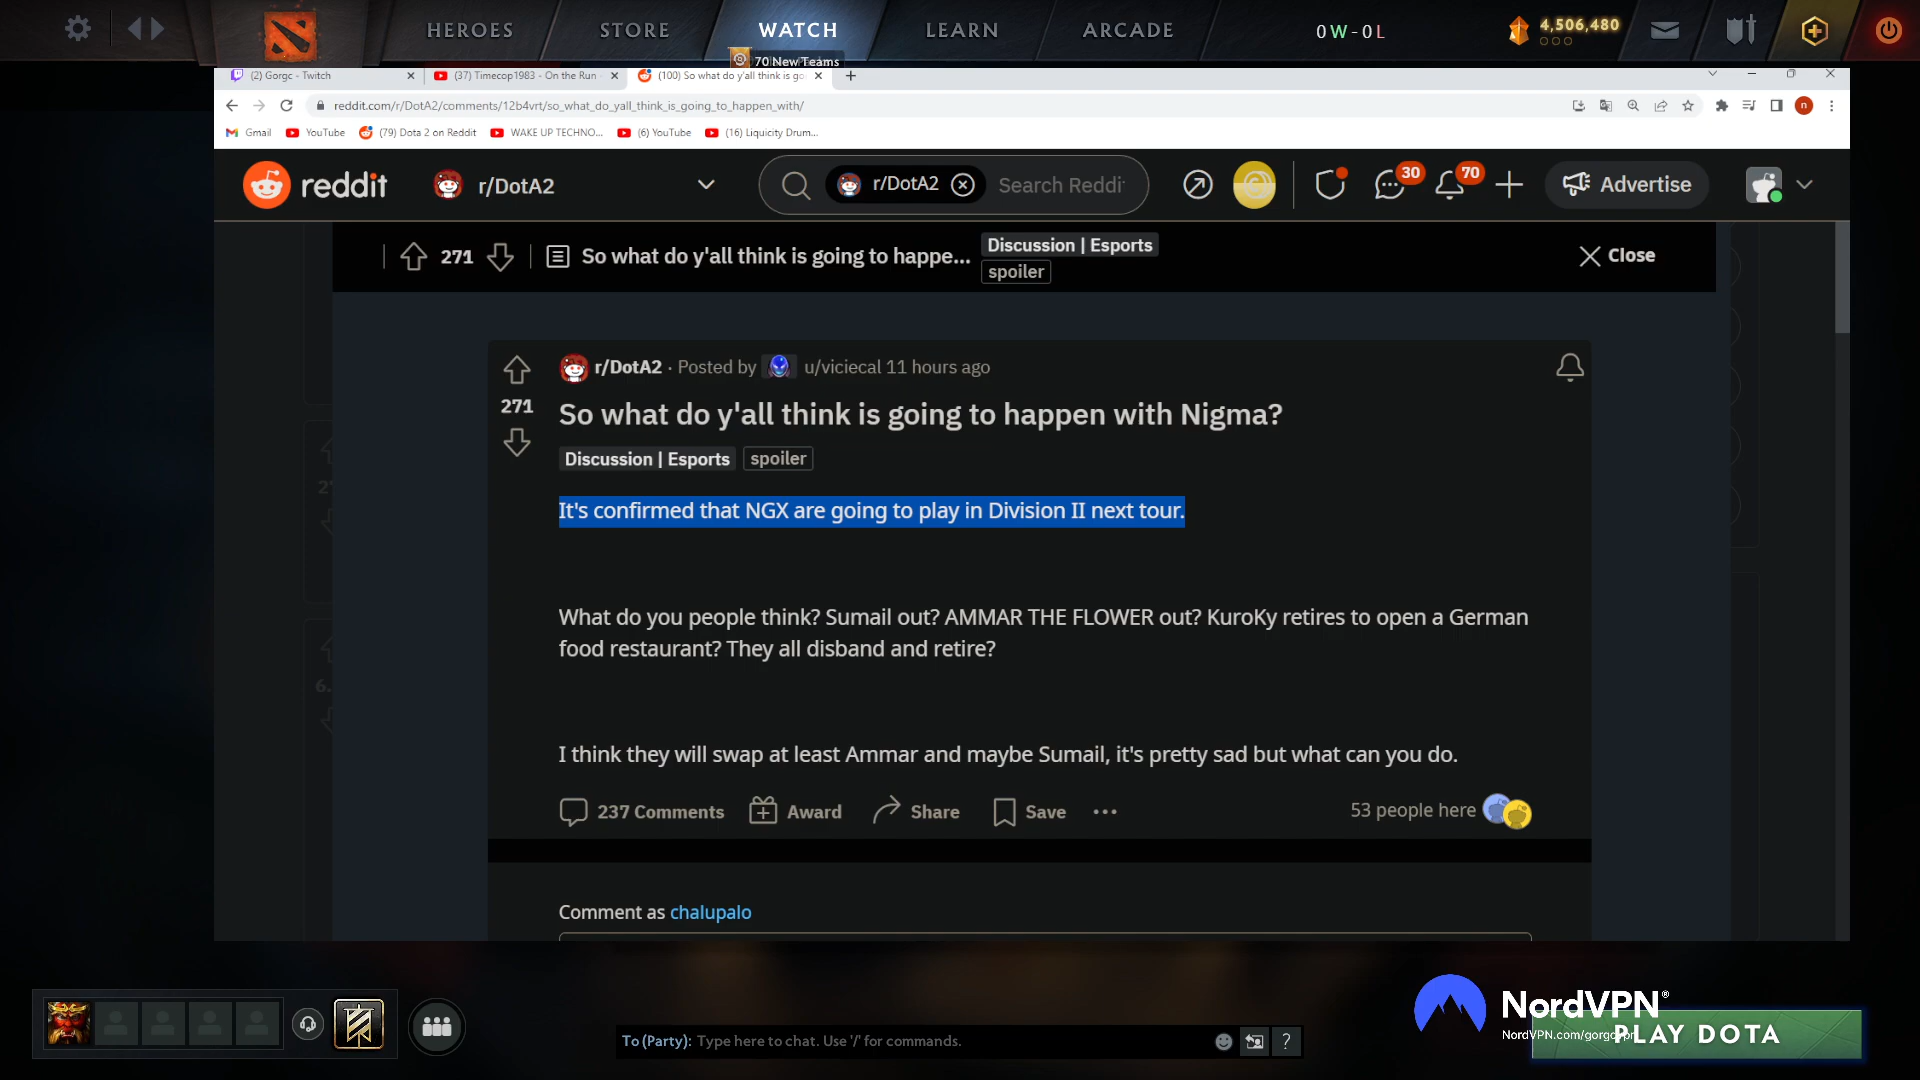 HEROES
STORE
WATCH
LEARN
ARCADE
0 W - 0 L
4,506,480
70 New Teams
(2) Gorgc - Twitch
(37) Timecop1983 - On the Run -
(100) So what do y'all think is go
reddit.com/r/DotA2/comments/12b4vrt/so_what_do_yall_think_is_going_to_happen_with/
n
Gmail
YouTube
(79) Dota 2 on Reddit
WAKE UP TECHNO...
(6) YouTube
(16) Liquicity Drum...
reddit
r/DotA2
r/DotA2
Search Reddi
30
70
Advertise
271
So what do y'all think is going to happe...
Discussion | Esports
spoiler
Close
r/DotA2 · Posted by u/viciecal 11 hours ago
271
So what do y'all think is going to happen with Nigma?
Discussion | Esports
spoiler
It's confirmed that NGX are going to play in Division II next tour.
What do you people think? Sumail out? AMMAR THE FLOWER out? KuroKy retires to open a German
food restaurant? They all disband and retire?
I think they will swap at least Ammar and maybe Sumail, it's pretty sad but what can you do.
237 Comments
Award
Share
Save
53 people here
Comment as chalupalo
To (Party): Type here to chat. Use '/' for commands.
?
NordVPN®
PLAY DOTA